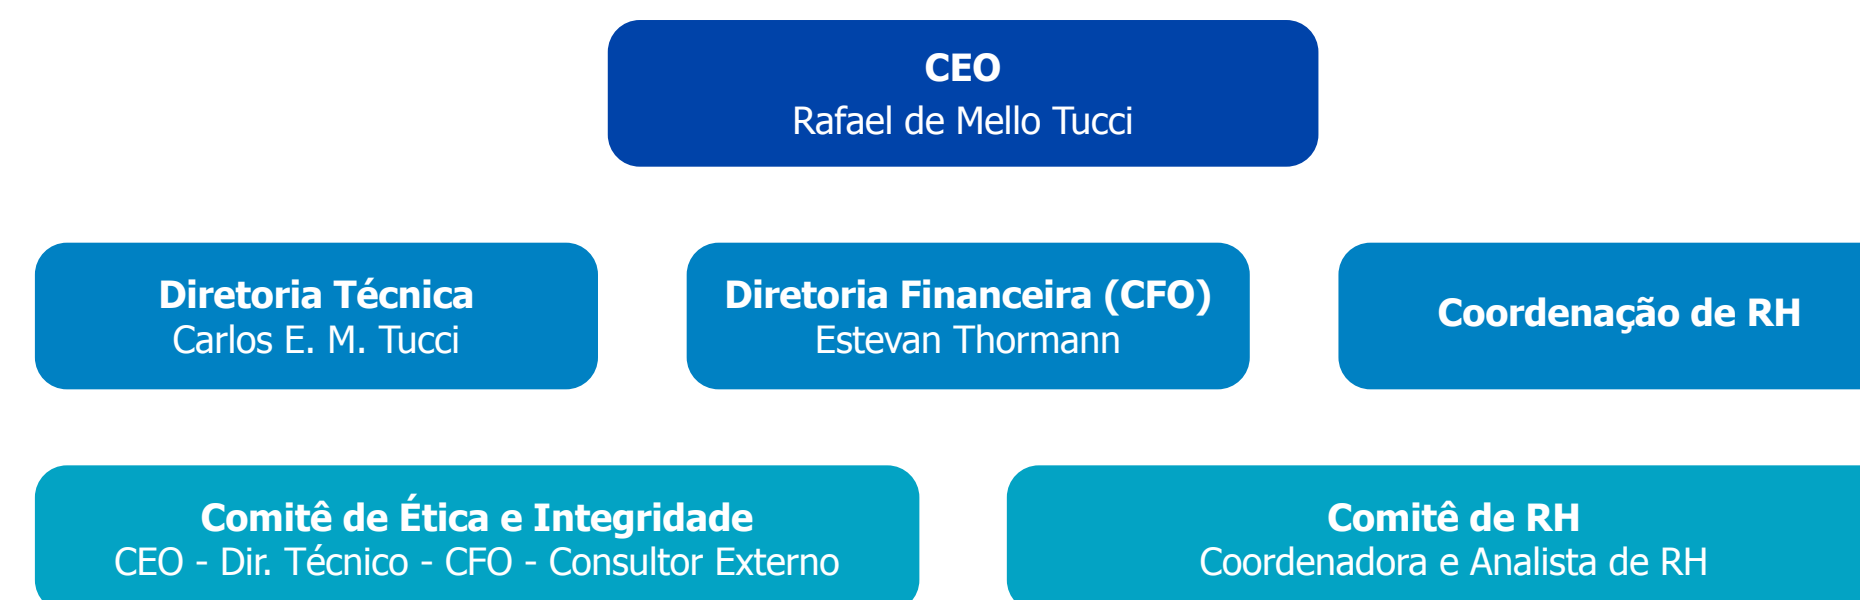 CEO
Rafael de Mello Tucci
Diretoria Técnica
Carlos E. M. Tucci
Diretoria Financeira (CFO)
Estevan Thormann
Coordenação de RH
Comitê de Ética e Integridade
CEO - Dir. Técnico - CFO - Consultor Externo
Comitê de RH
Coordenadora e Analista de RH